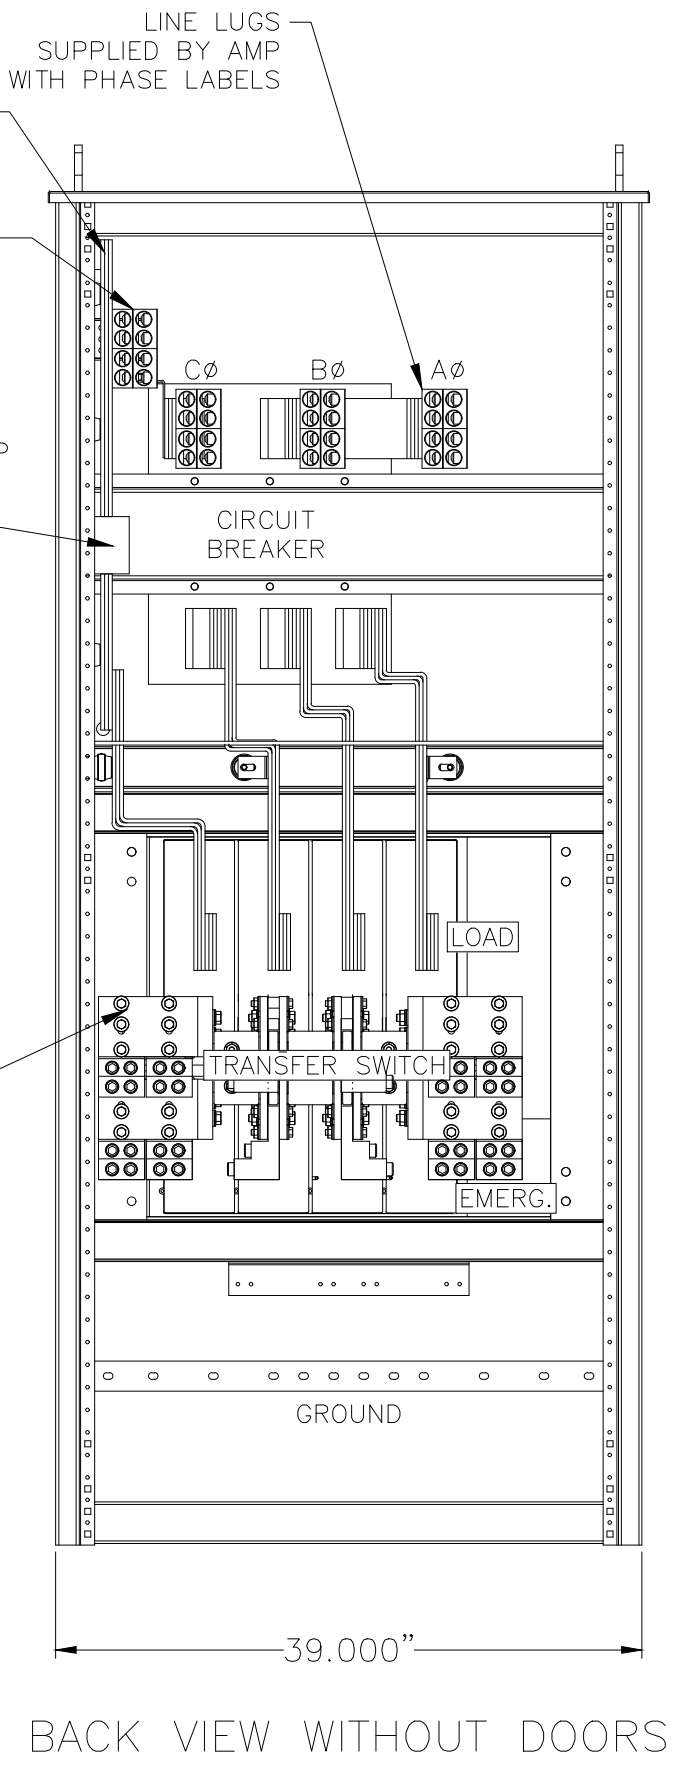 LINE LUGS
SUPPLIED BY AMP
WITH PHASE LABELS
CØ BØ AØ
CIRCUIT
BREAKER
LOAD
TRANSFER SWITCH
EMERG.
GROUND
39.000"
BACK VIEW WITHOUT DOORS